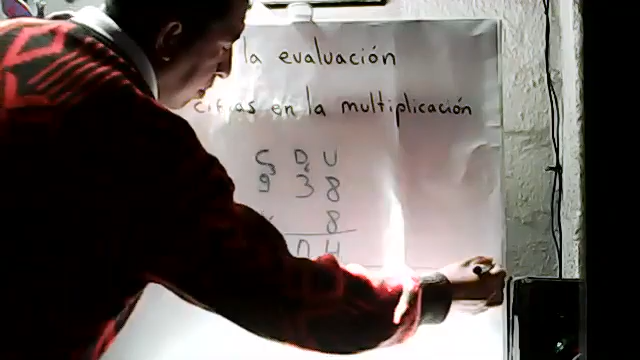 la evaluación
cifras en la multiplicación
C D U
9 3 8
8
0 4